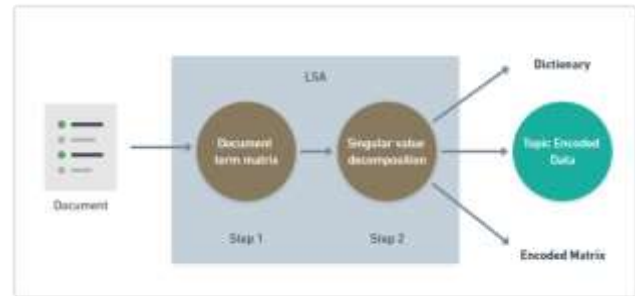 LSA
Dictionary
Document
term matrix
Singular value
decomposition
Topic Encoded
Data
Document
Step 1
Step 2
Encoded Matrix